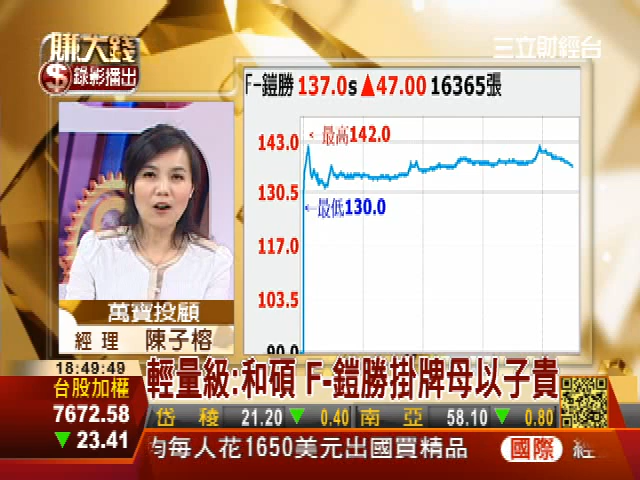 賺大錢
$錄影播出
三立財經台
F-鎧勝 137.0s▲47.00 16365張
143.0
130.5
117.0
103.5
90.0
← 最高142.0
←最低130.0
萬寶投顧
經理 陳子榕
輕量級:和碩 F-鎧勝掛牌母以子貴
18:49:49
台股加權
7672.58
▼ 23.41
岱稜 21.20 ▼ 0.40 南亞 58.10 ▼ 0.80
均每人花1650美元出國買精品 國際 經